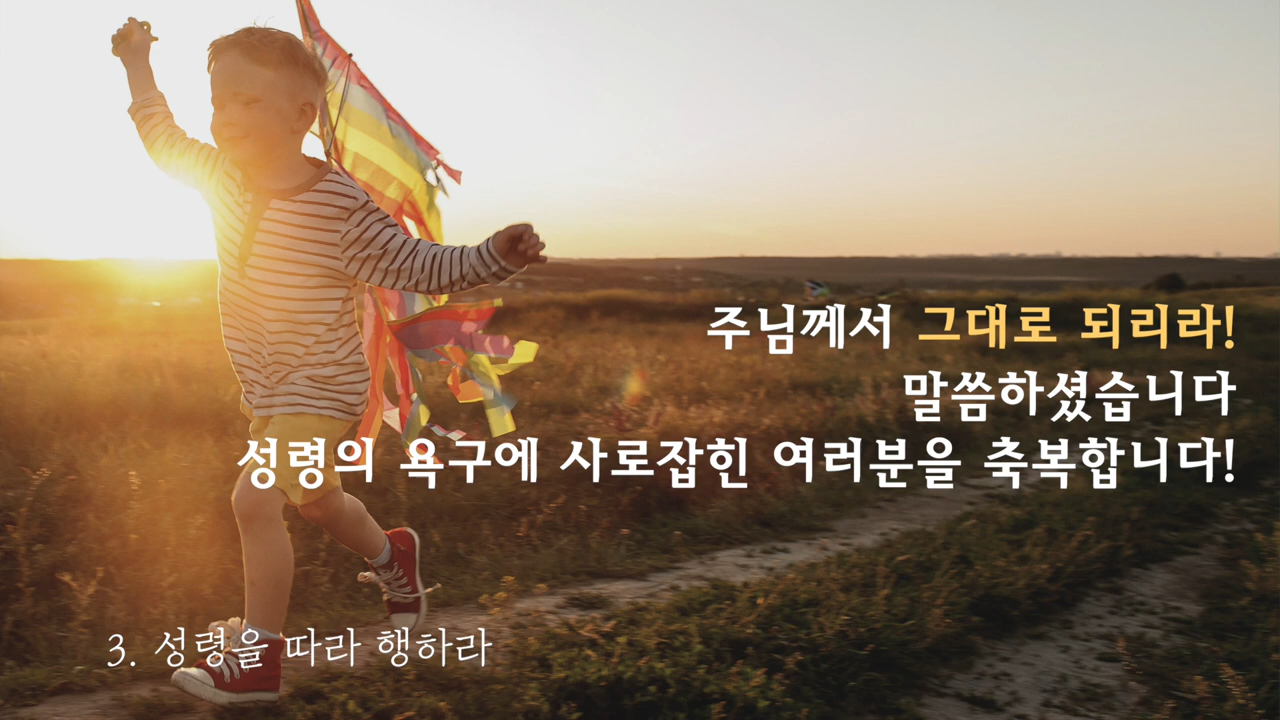 주님께서 그대로 되리라!
말씀하셨습니다
성령의 욕구에 사로잡힌 여러분을 축복합니다!
3. 성령을 따라 행하라